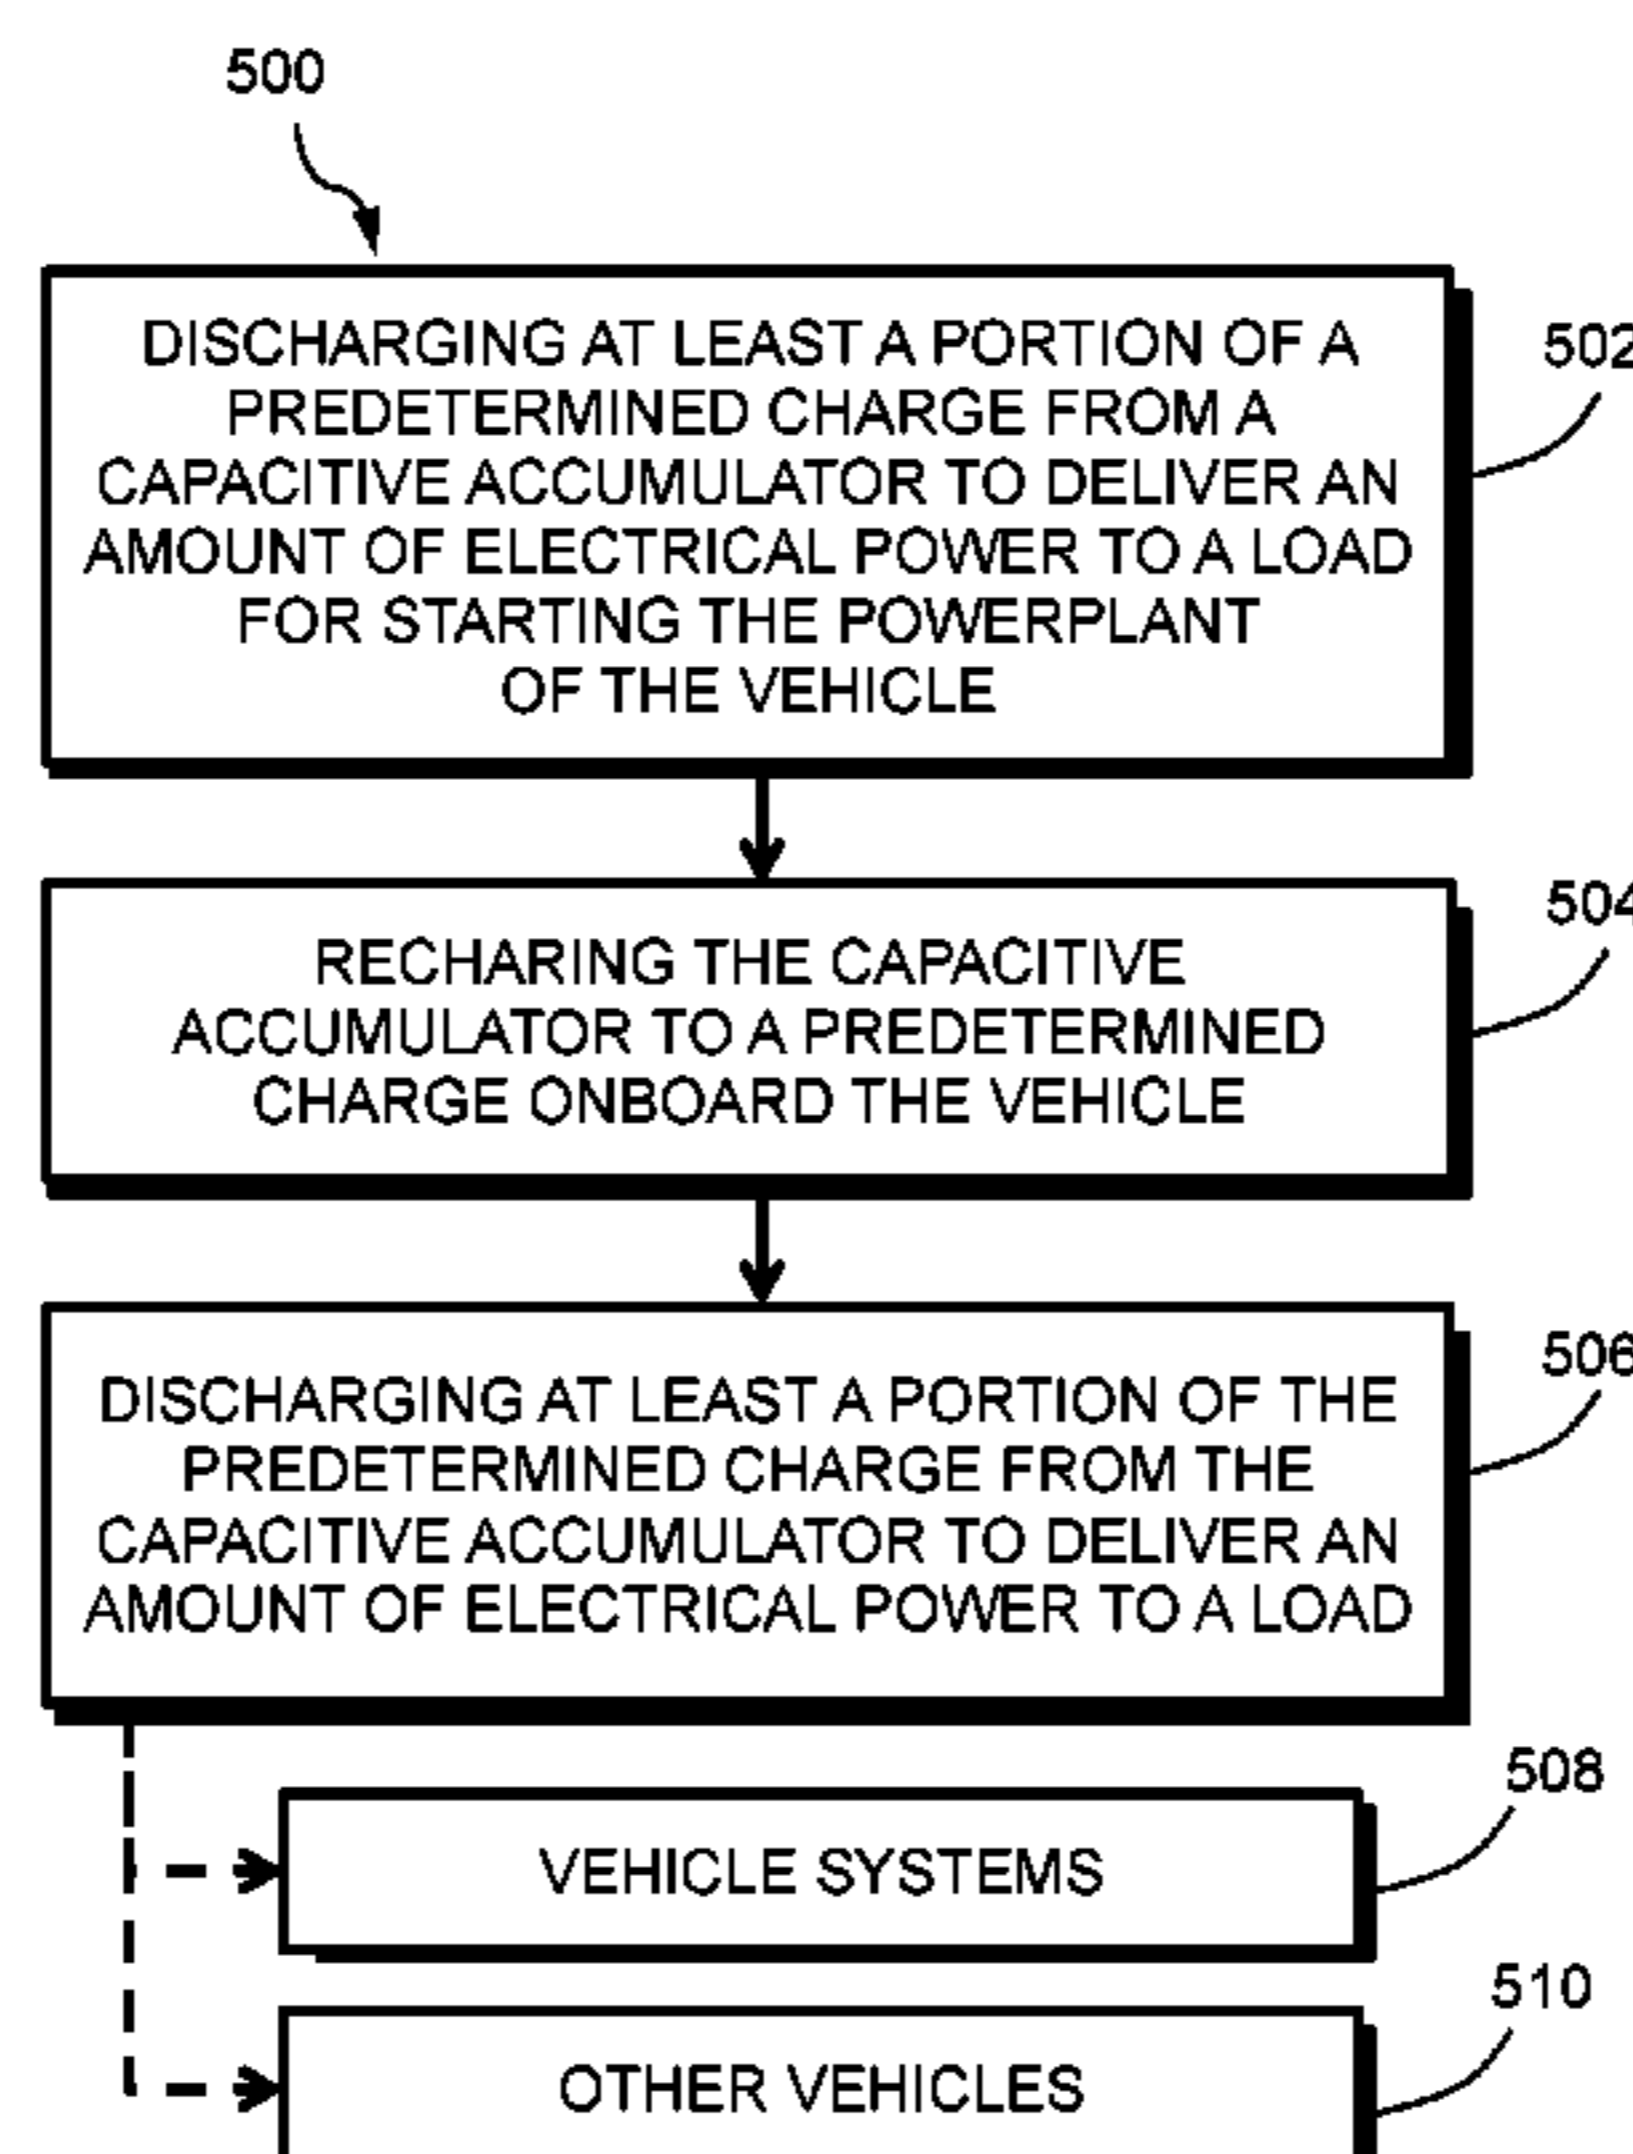 500
DISCHARGING AT LEAST A PORTION OF A
PREDETERMINED CHARGE FROM A
CAPACITIVE ACCUMULATOR TO DELIVER AN
AMOUNT OF ELECTRICAL POWER TO A LOAD
FOR STARTING THE POWERPLANT
OF THE VEHICLE
502
RECHARING THE CAPACITIVE
ACCUMULATOR TO A PREDETERMINED
CHARGE ONBOARD THE VEHICLE
504
DISCHARGING AT LEAST A PORTION OF THE
PREDETERMINED CHARGE FROM THE
CAPACITIVE ACCUMULATOR TO DELIVER AN
AMOUNT OF ELECTRICAL POWER TO A LOAD
506
VEHICLE SYSTEMS
508
OTHER VEHICLES
510